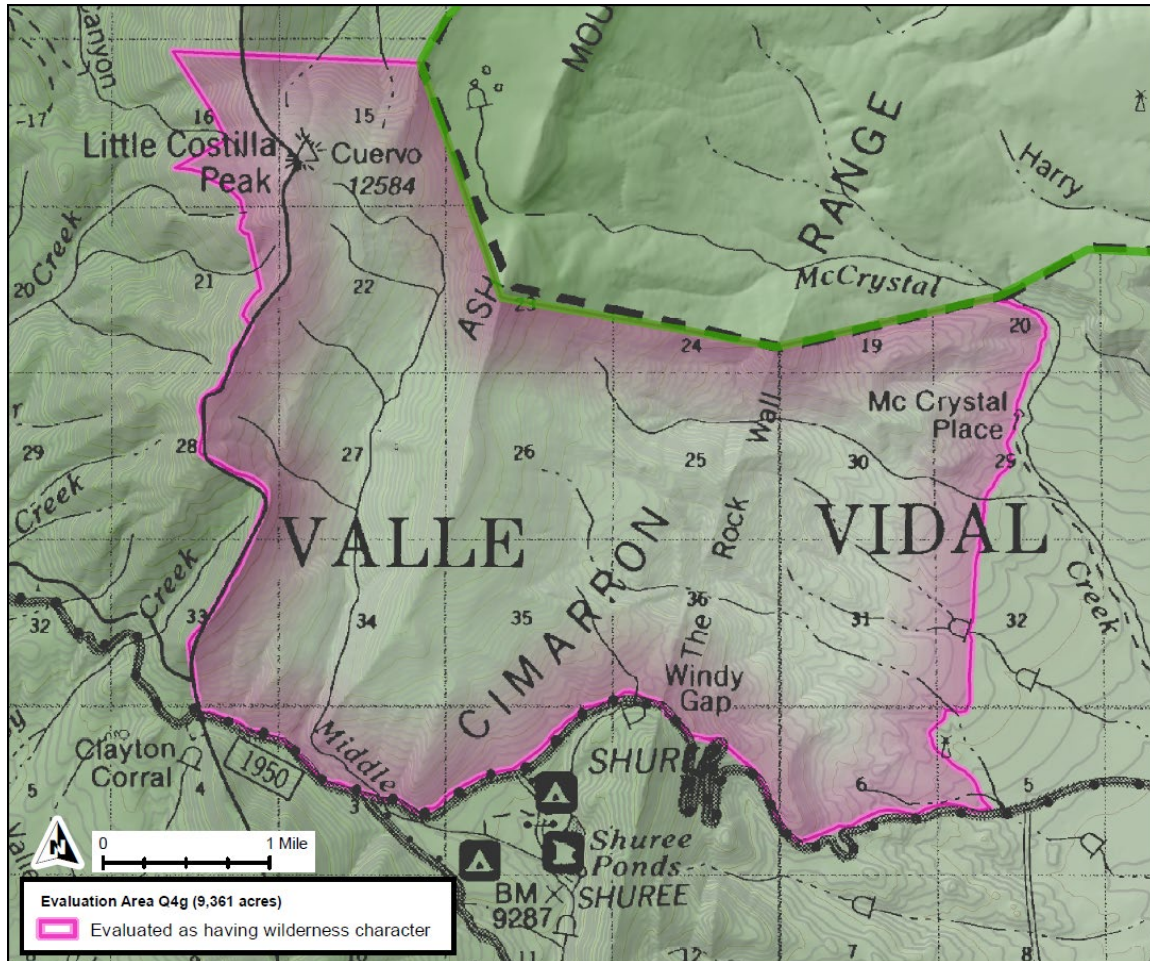 Canyon
MOU
-17
16
15
Little Costilla
Peak
Cuervo
12584
RANGE
Harry
Creek
20
21
22
ASH
23
McCrystal
24
19
20
Wall
Mc Crystal
Place
29
28
27
26
25
30
29
Creek
VALLE
VIDAL
Rock
CIMARRON
Creek
Creek
32
33
34
35
36
The
31
32
Windy
Gap
Clayton
Corral
1950
Middle
SHUREE
5
4
3
6
5
Shuree
Ponds
SHUREE
BM
9287
N
0
1 Mile
11
12
7
8
Evaluation Area Q4g (9,361 acres)
Evaluated as having wilderness character